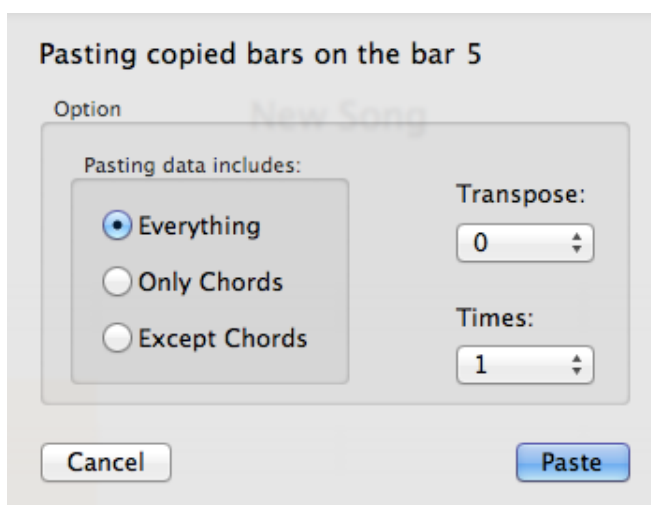 Pasting copied bars on the bar 5
Option
New Song
Pasting data includes:
Everything
Only Chords
Except Chords
Transpose:
0
Times:
1
Cancel
Paste